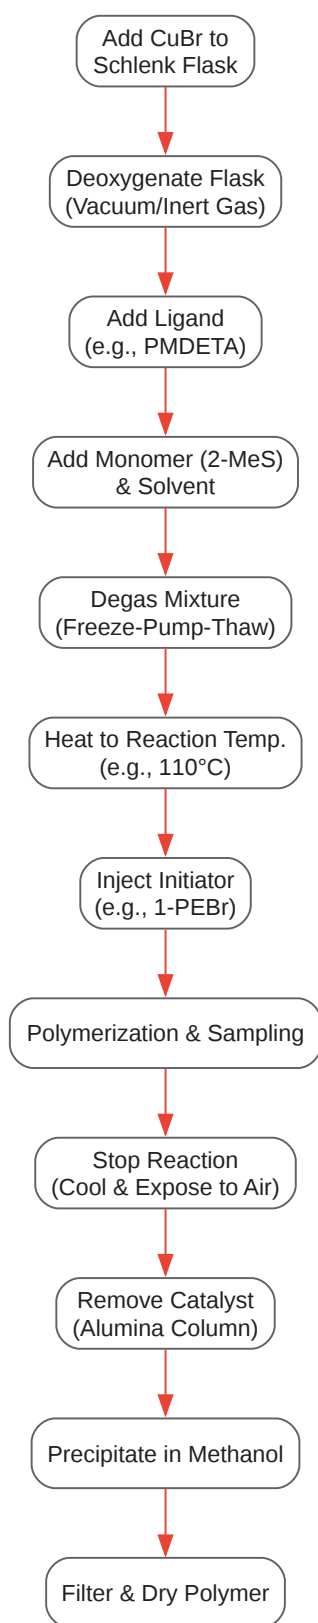 Add CuBr to
Schlenk Flask
Deoxygenate Flask
(Vacuum/Inert Gas)
Add Ligand
(e.g., PMDETA)
Add Monomer (2-MeS)
& Solvent
Degas Mixture
(Freeze-Pump-Thaw)
Heat to Reaction Temp.
(e.g., 110°C)
Inject Initiator
(e.g., 1-PEBr)
Polymerization & Sampling
Stop Reaction
(Cool & Expose to Air)
Remove Catalyst
(Alumina Column)
Precipitate in Methanol
Filter & Dry Polymer